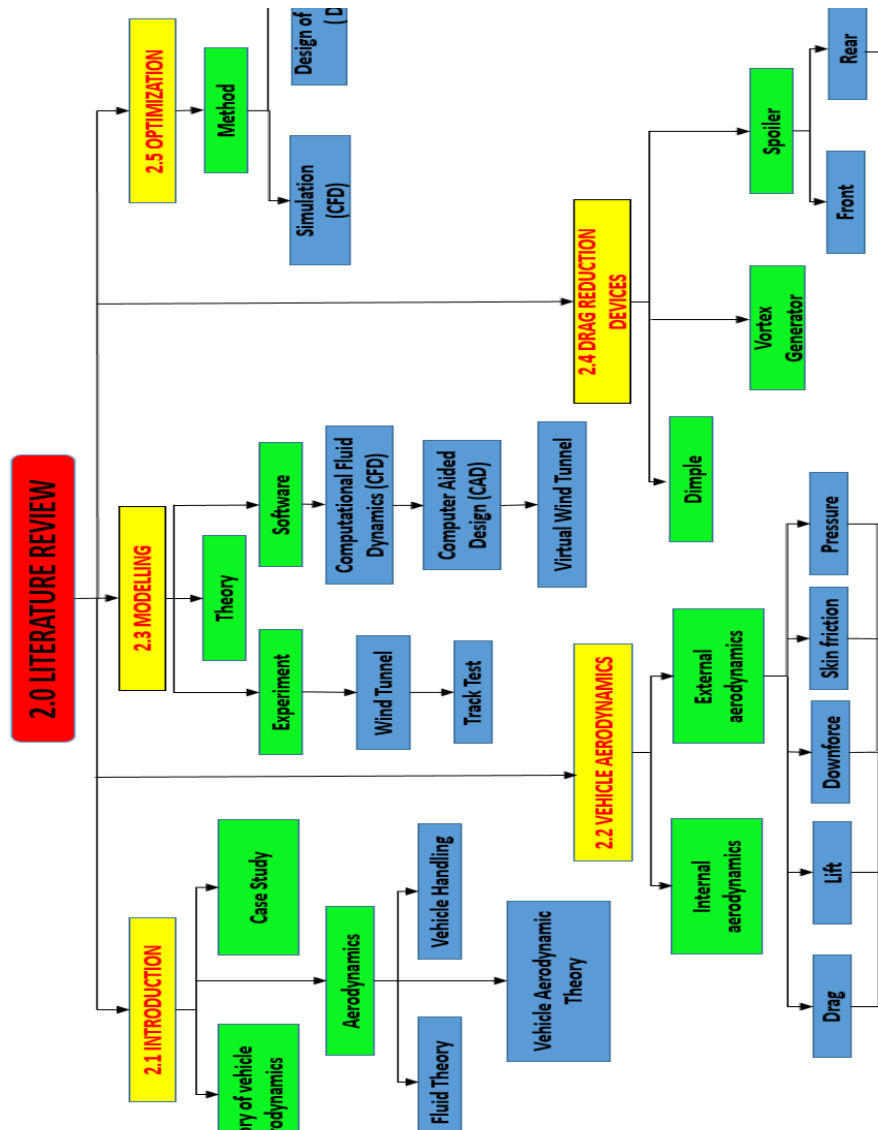 2.0 LITERATURE REVIEW
2.1 INTRODUCTION
of vehicle
Case Study
Aerodynamics
Fluid Theory
Vehicle Handling
Vehicle Aerodynamic
Theory
2.2 VEHICLE AERODYNAMICS
Internal
aerodynamics
External
aerodynamics
Drag
Lift
Downforce
Skin friction
Pressure
2.3 MODELLING
Experiment
Theory
Software
Wind Tunnel
Track Test
Computational Fluid
Dynamics (CFD)
Computer Aided
Design (CAD)
Virtual Wind Tunnel
2.4 DRAG REDUCTION
DEVICES
Dimple
Vortex
Generator
Spoiler
Front
Rear
2.5 OPTIMIZATION
Method
Simulation
(CFD)
Design of